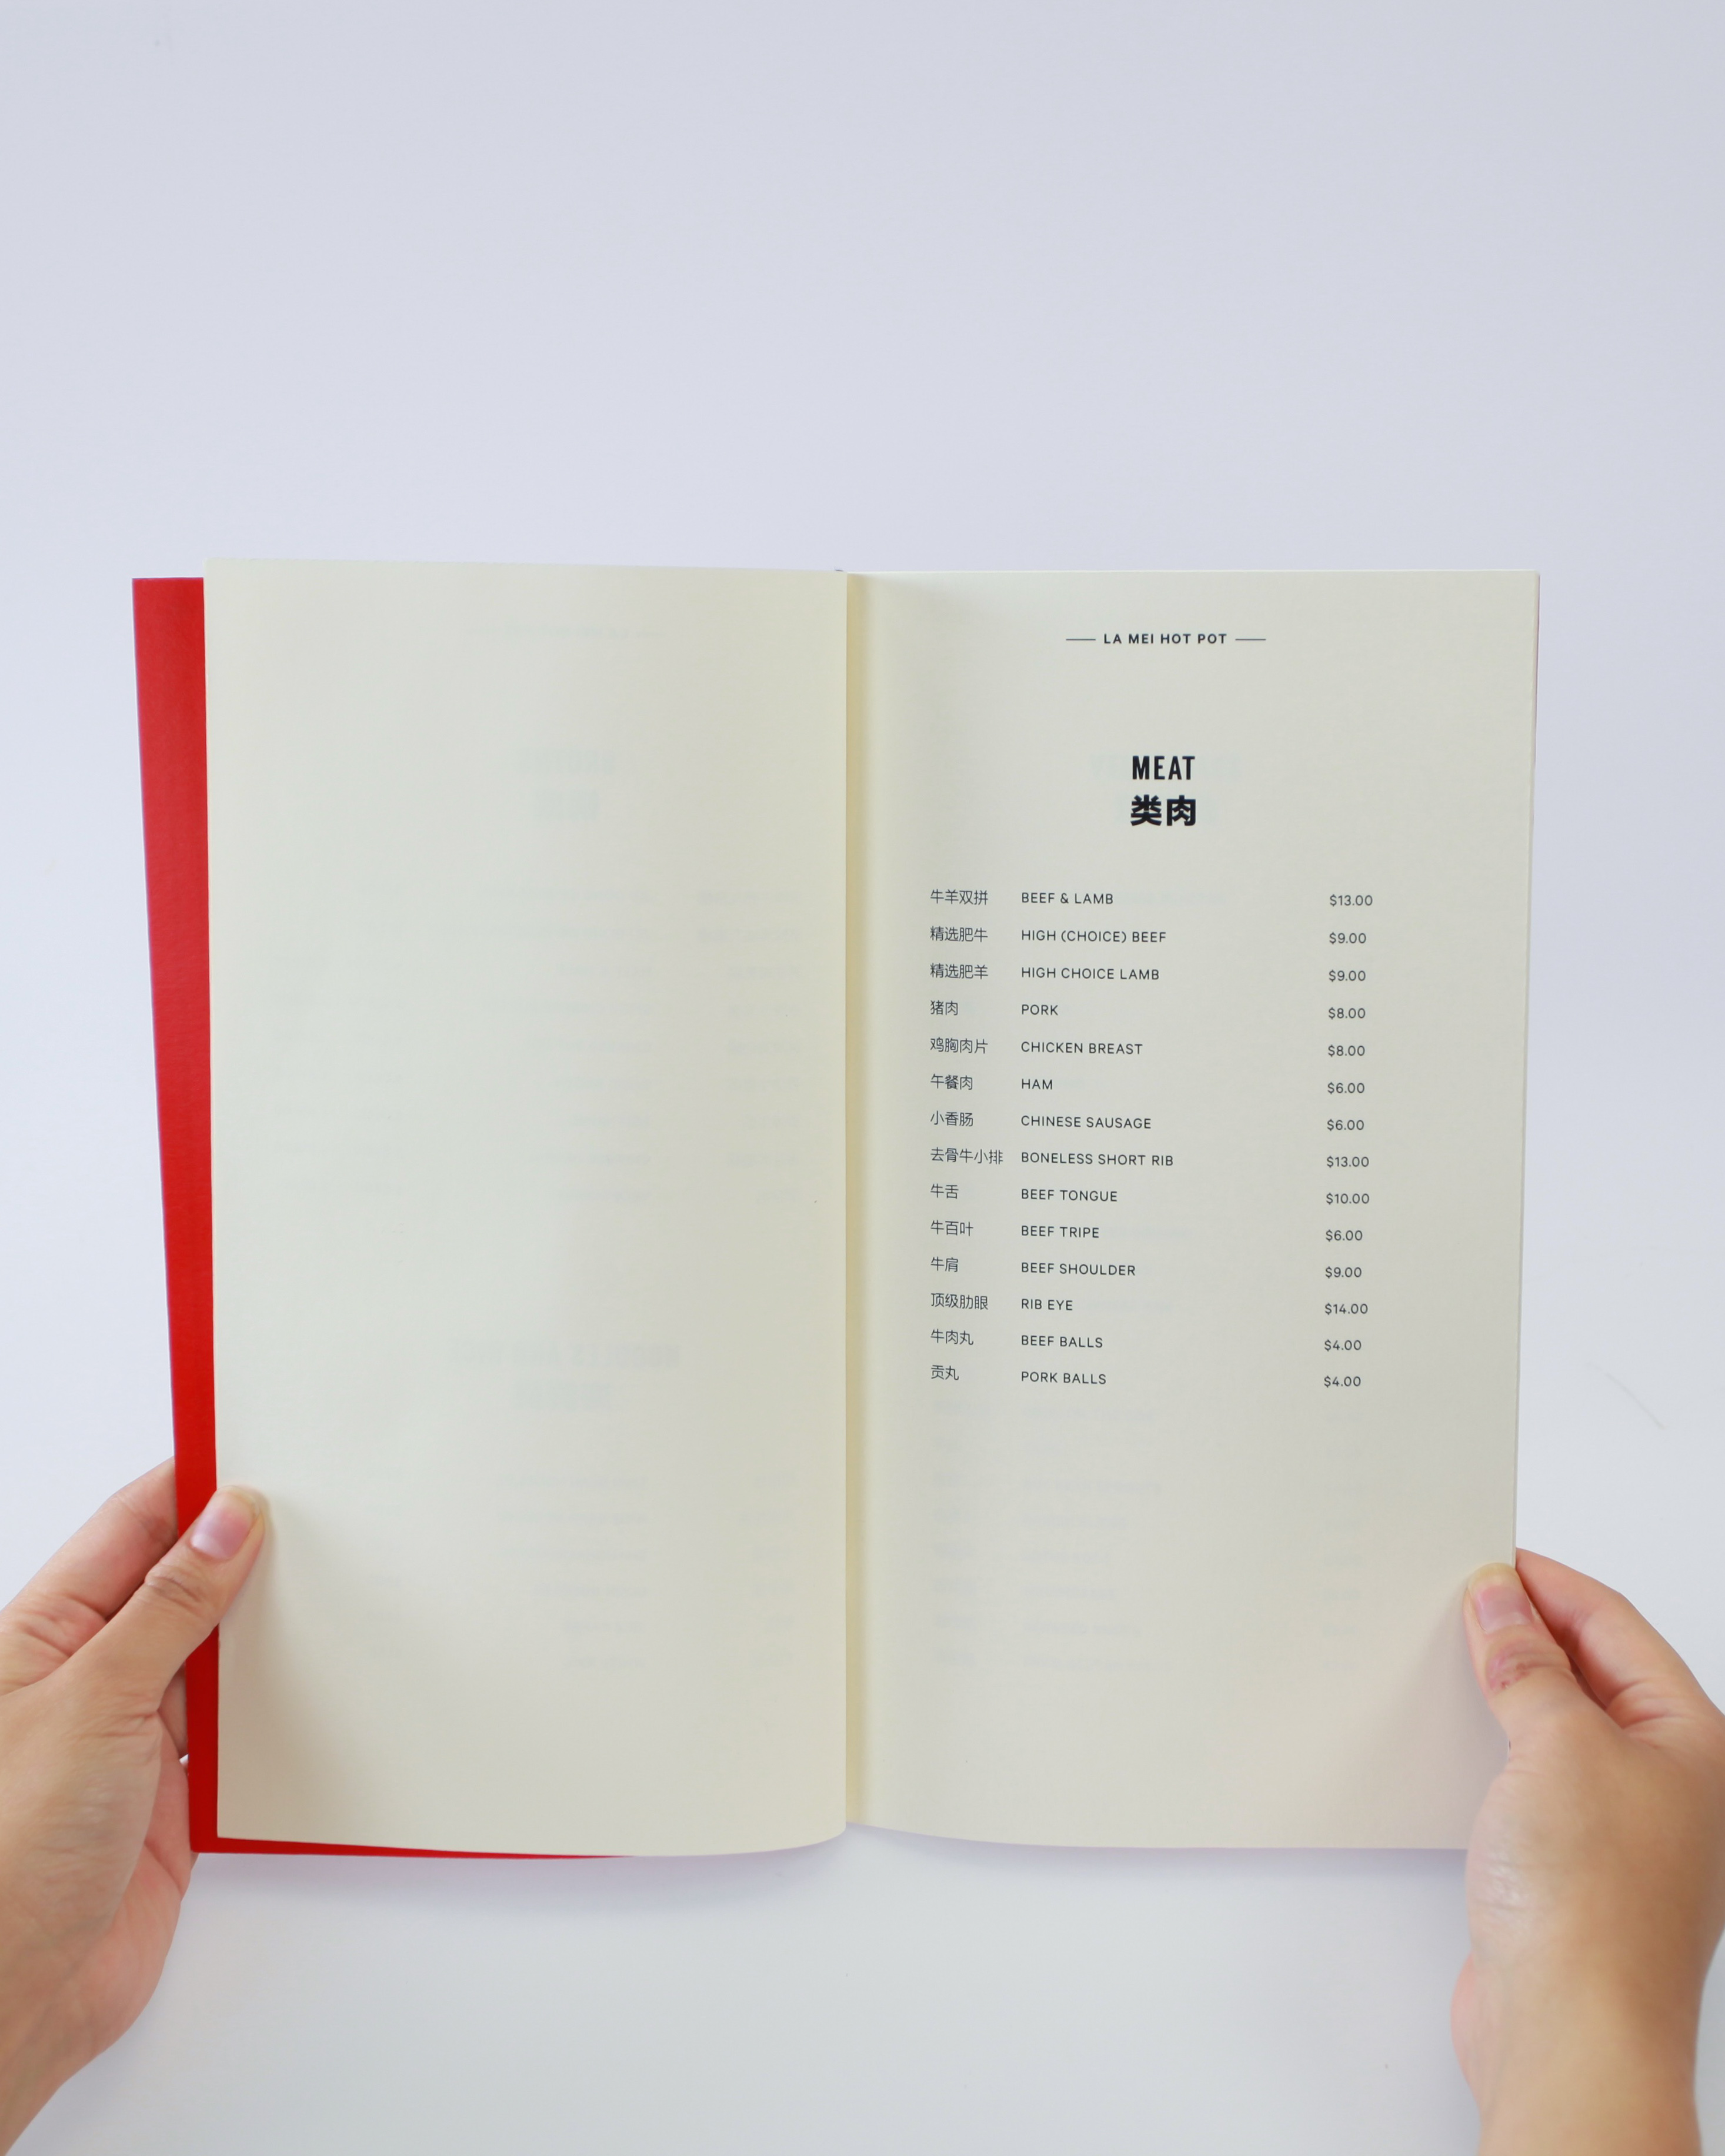 LA MEI HOT POT
MEAT
类肉
牛羊双拼 BEEF & LAMB $13.00
精选肥牛 HIGH (CHOICE) BEEF $9.00
精选肥羊 HIGH CHOICE LAMB $9.00
猪肉 PORK $8.00
鸡胸肉片 CHICKEN BREAST $8.00
午餐肉 HAM $6.00
小香肠 CHINESE SAUSAGE $6.00
去骨牛小排 BONELESS SHORT RIB $13.00
牛舌 BEEF TONGUE $10.00
牛百叶 BEEF TRIPE $6.00
牛肩 BEEF SHOULDER $9.00
顶级肋眼 RIB EYE $14.00
牛肉丸 BEEF BALLS $4.00
贡丸 PORK BALLS $4.00